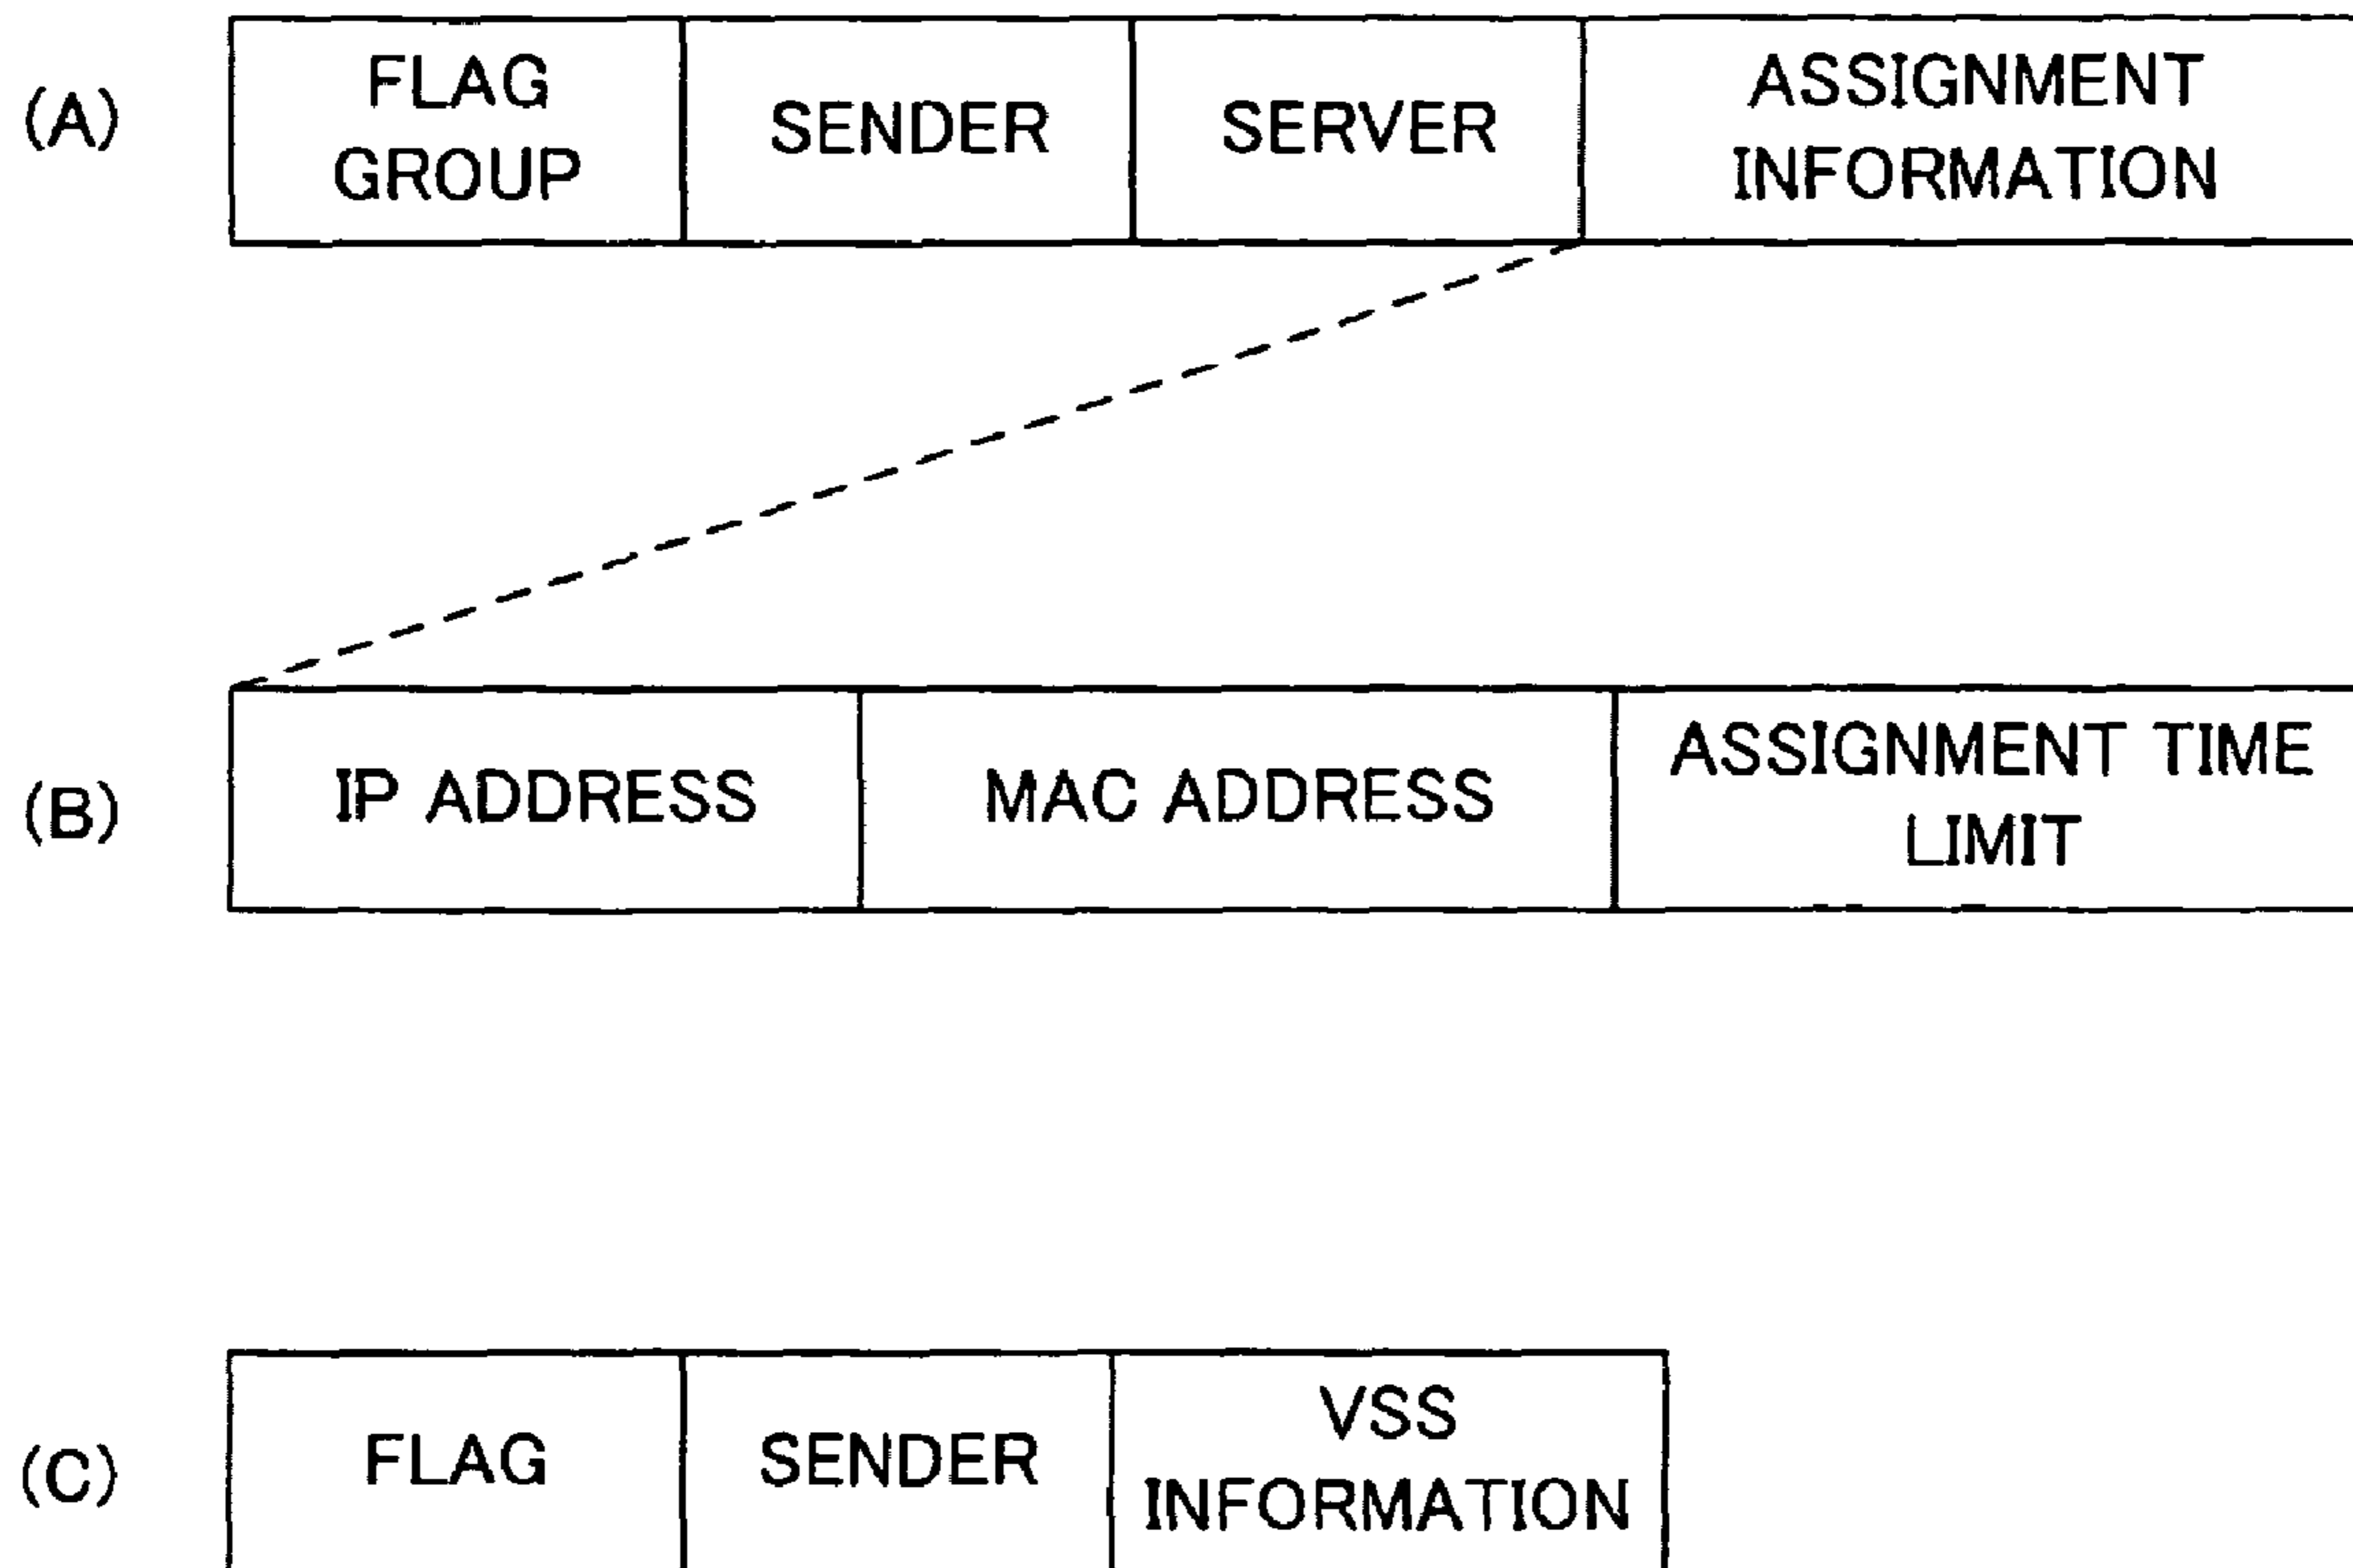 (A)
FLAG
GROUP
SENDER
SERVER
ASSIGNMENT
INFORMATION
(B)
IP ADDRESS
MAC ADDRESS
ASSIGNMENT TIME
LIMIT
(C)
FLAG
SENDER
VSS
INFORMATION